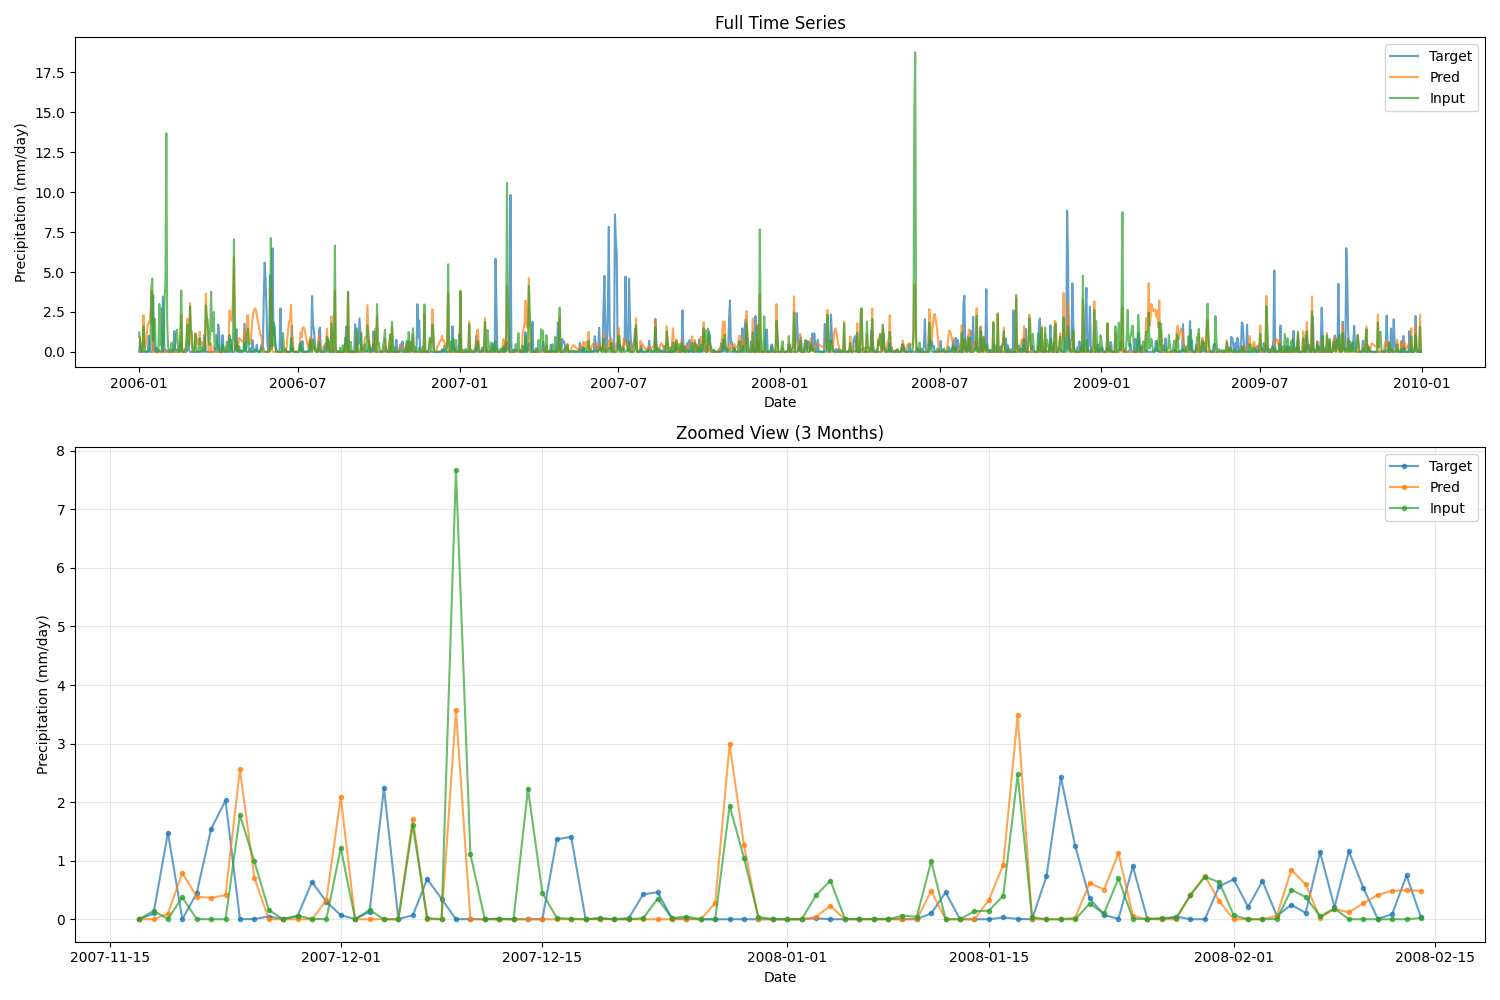 Full Time Series
Precipitation (mm/day)
17.5
15.0
12.5
10.0
7.5
5.0
2.5
0.0
Target
Pred
Input
2006-01
2006-07
2007-01
2007-07
2008-01
2008-07
2009-01
2009-07
2010-01
Date
Zoomed View (3 Months)
Precipitation (mm/day)
8
7
6
5
4
3
2
1
0
Target
Pred
Input
2007-11-15
2007-12-01
2007-12-15
2008-01-01
2008-01-15
2008-02-01
2008-02-15
Date